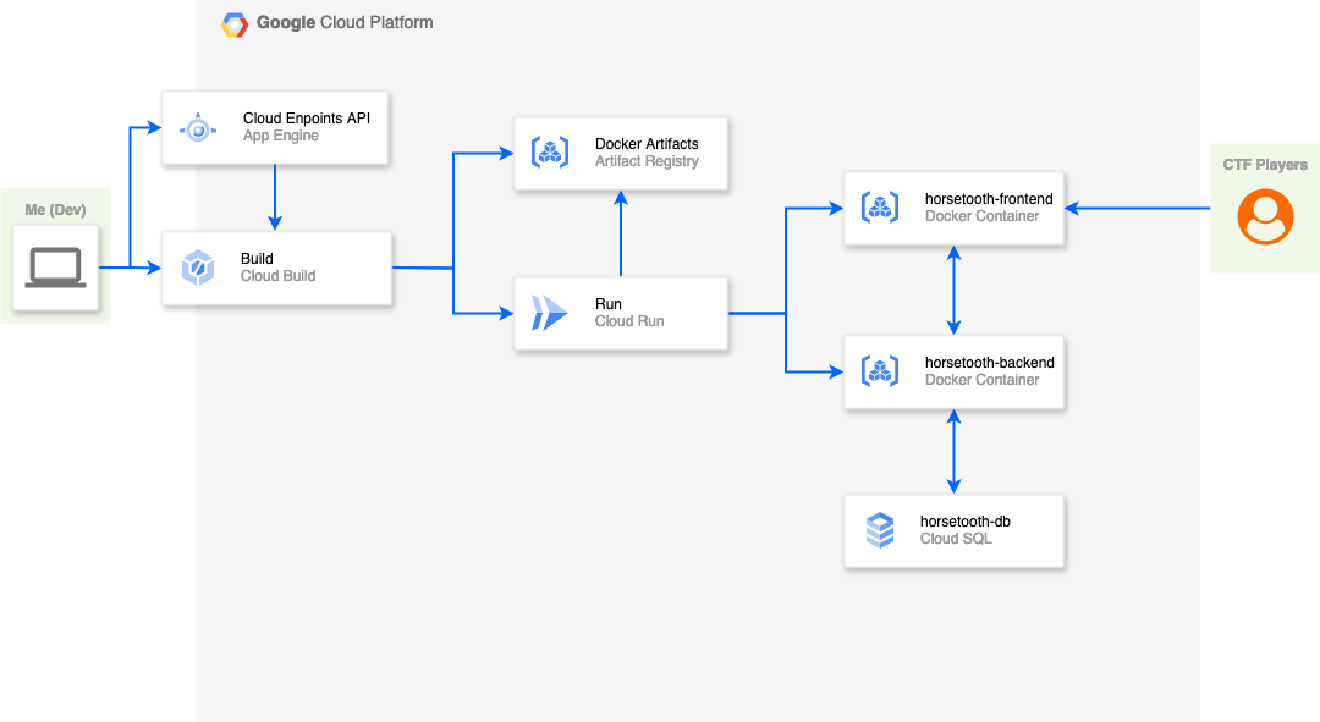 Google Cloud Platform
Cloud Enpoints API
App Engine
Docker Artifacts
Artifact Registry
CTF Players
horsetooth-frontend
Docker Container
Me (Dev)
Build
Cloud Build
Run
Cloud Run
horsetooth-backend
Docker Container
horsetooth-db
Cloud SQL